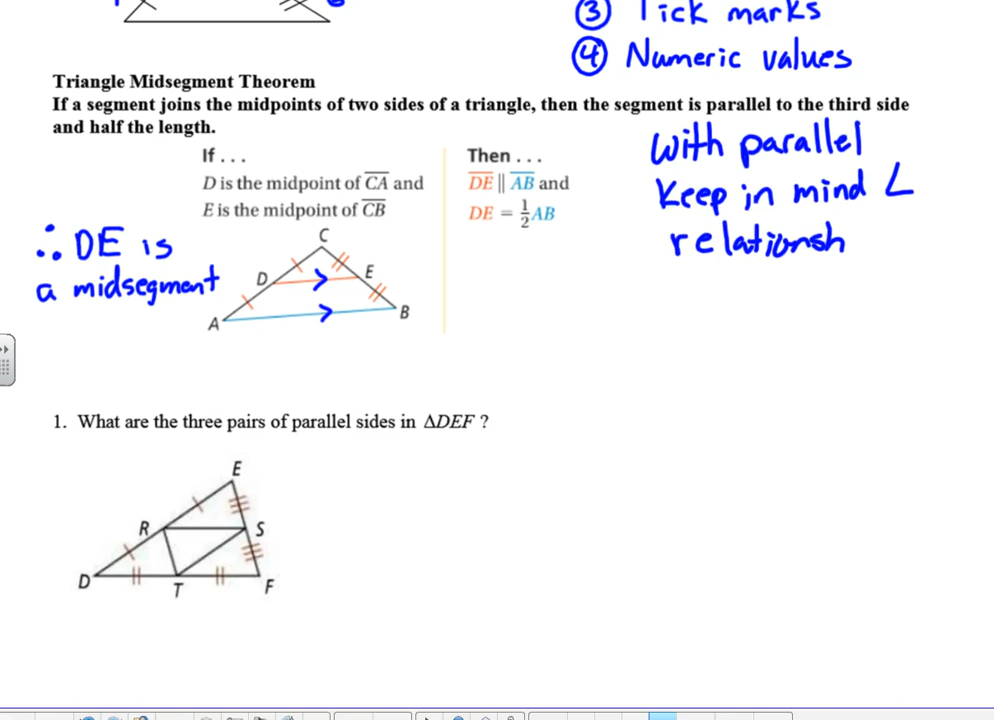 ③ Tick marks
④ Numeric values
Triangle Midsegment Theorem
If a segment joins the midpoints of two sides of a triangle, then the segment is parallel to the third side
and half the length.
If . . .
D is the midpoint of CA and
E is the midpoint of CB
Then . . .
DE || AB and
DE = 1/2 AB
With parallel
Keep in mind ∠
relationsh
∴ DE is
a midsegment
C
D
E
A
B
1. What are the three pairs of parallel sides in ΔDEF ?
E
R
S
D
T
F